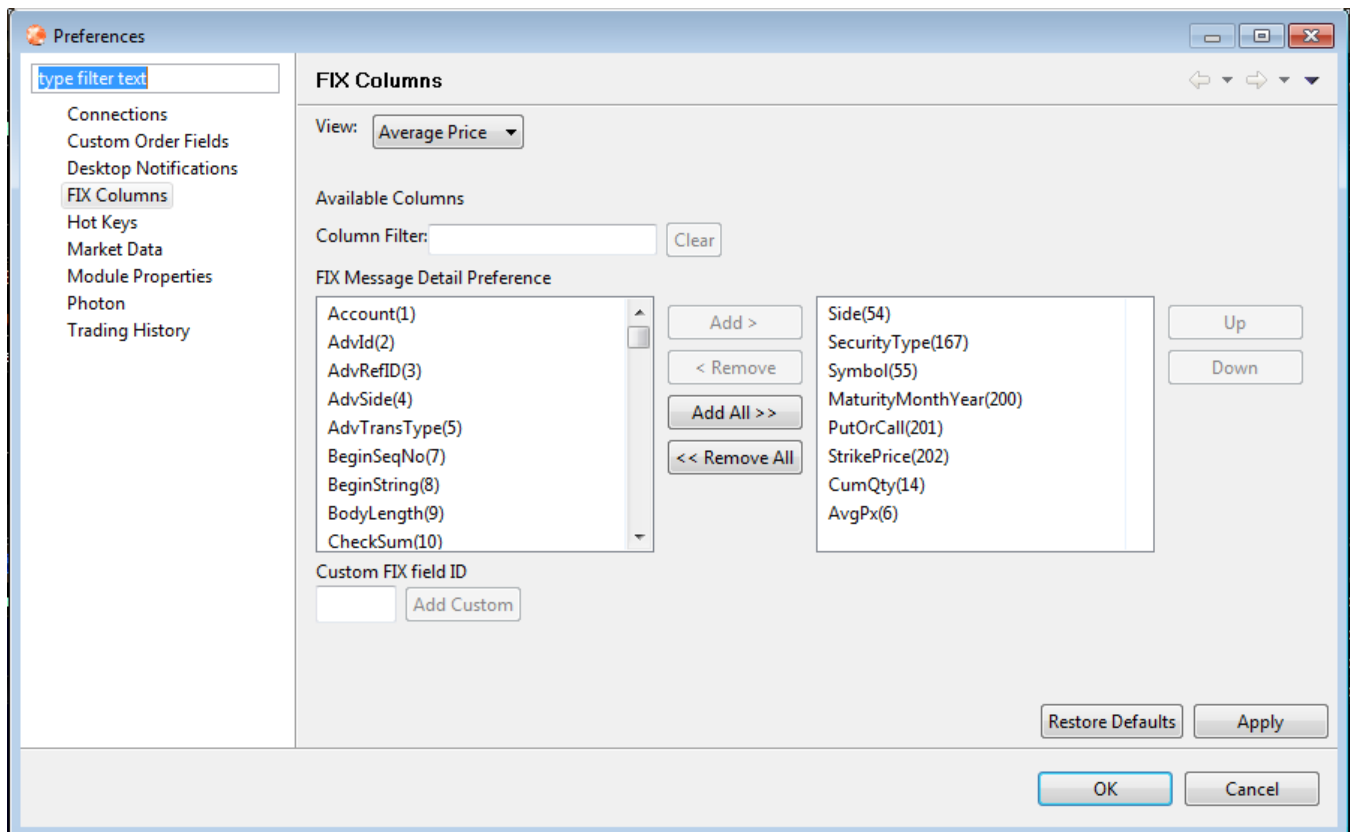 Preferences
type filter text
Connections
Custom Order Fields
Desktop Notifications
FIX Columns
Hot Keys
Market Data
Module Properties
Photon
Trading History
FIX Columns
View: Average Price
Available Columns
Column Filter: Clear
FIX Message Detail Preference
Account(1)
AdvId(2)
AdvRefID(3)
AdvSide(4)
AdvTransType(5)
BeginSeqNo(7)
BeginString(8)
BodyLength(9)
CheckSum(10)
Add >
< Remove
Add All >>
<< Remove All
Side(54)
SecurityType(167)
Symbol(55)
MaturityMonthYear(200)
PutOrCall(201)
StrikePrice(202)
CumQty(14)
AvgPx(6)
Up
Down
Custom FIX field ID
Add Custom
Restore Defaults Apply
OK Cancel